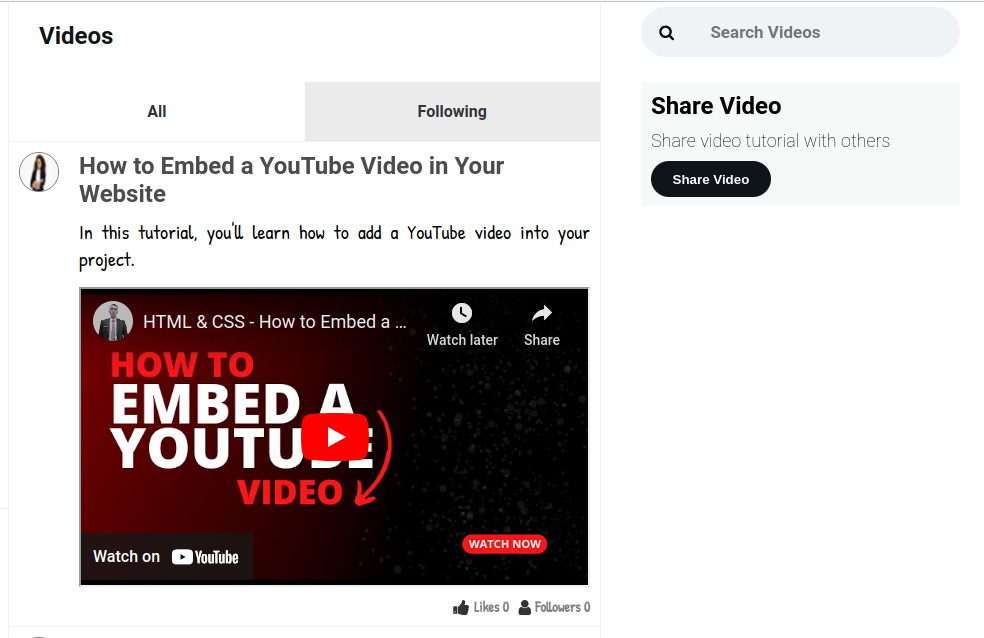 Videos
Search Videos
All
Following
Share Video
Share video tutorial with others
Share Video
How to Embed a YouTube Video in Your
Website
In this tutorial, you'll learn how to add a YouTube video into your
project.
HTML & CSS - How to Embed a ...
Watch later
Share
HOW TO
EMBED A
YOUTUBE
VIDEO
WATCH NOW
Watch on YouTube
Likes 0 Followers 0